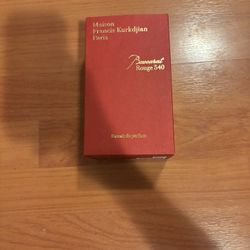 Maison
Francis Kurkdjian
Paris
Baccarat
Rouge 540
Extrait de parfum